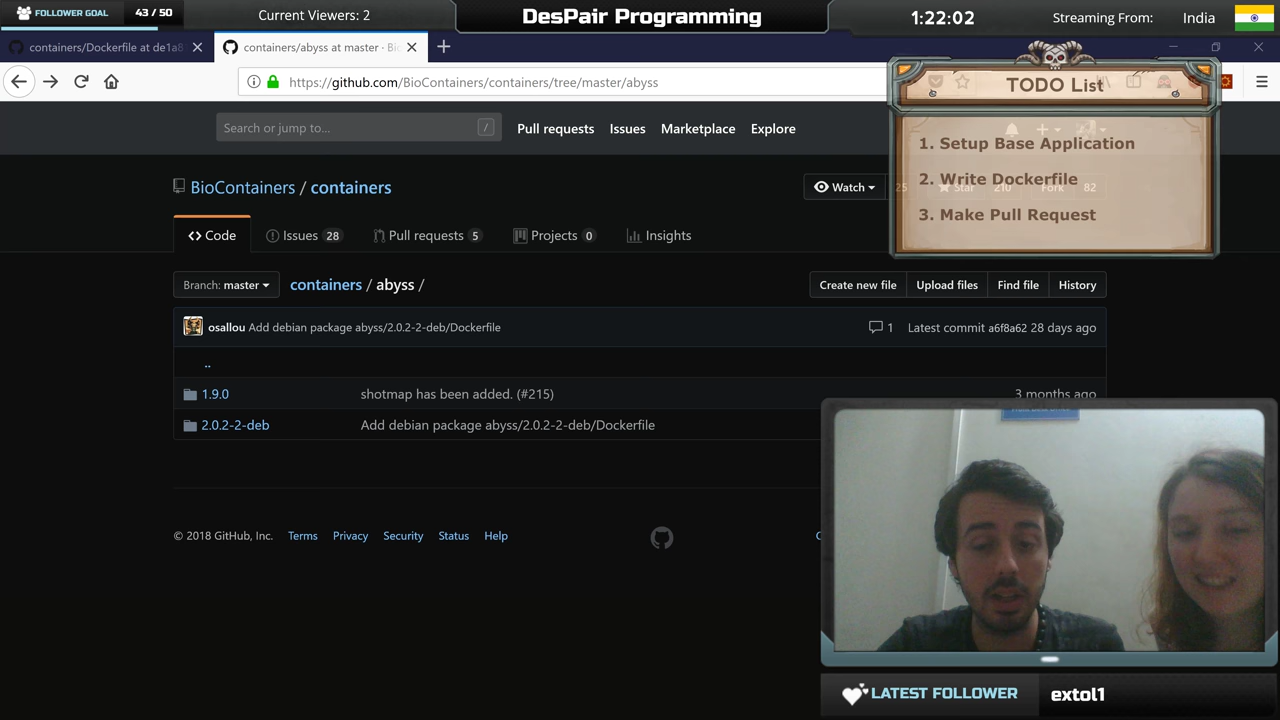 FOLLOWER GOAL 43 / 50 Current Viewers: 2 DesPair Programming 1:22:02 Streaming From: India
containers/Dockerfile at de1a8 containers/abyss at master · Bi
https://github.com/BioContainers/containers/tree/master/abyss
TODO List
1. Setup Base Application
2. Write Dockerfile
3. Make Pull Request
Search or jump to... / Pull requests Issues Marketplace Explore
BioContainers / containers
Watch 25 Star 210 Fork 82
Code Issues 28 Pull requests 5 Projects 0 Insights
Branch: master containers / abyss / Create new file Upload files Find file History
osallou Add debian package abyss/2.0.2-2-deb/Dockerfile 1 Latest commit a6f8a62 28 days ago
..
1.9.0 shotmap has been added. (#215) 3 months ago
2.0.2-2-deb Add debian package abyss/2.0.2-2-deb/Dockerfile
© 2018 GitHub, Inc. Terms Privacy Security Status Help
LATEST FOLLOWER extol1